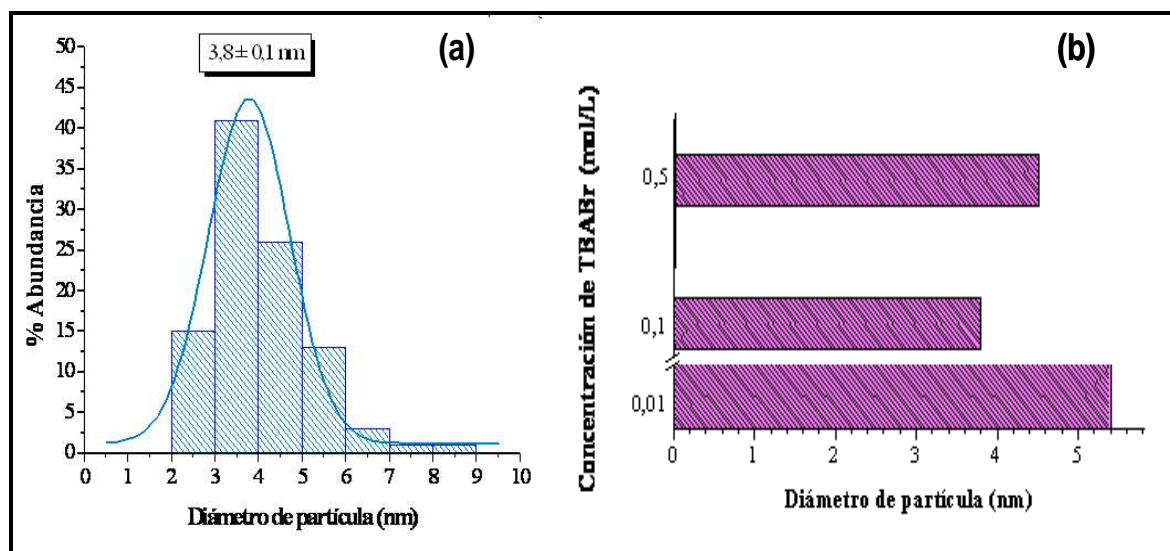 (a)
3,8± 0,1 nm
50
45
40
35
30
25
20
15
10
5
0
% Abundancia
0 1 2 3 4 5 6 7 8 9 10
Diámetro de partícula (nm)
(b)
Concentración de TBABr (mol/L)
0,5
0,1
0,01
0 1 2 3 4 5
Diámetro de partícula (nm)